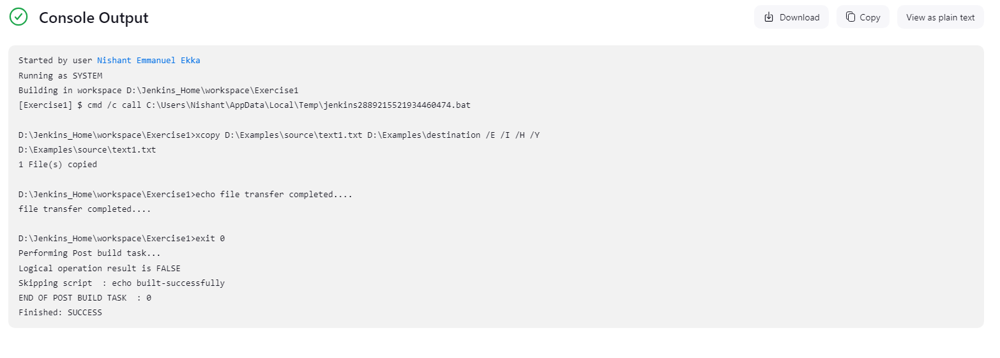 Console Output
Download
Copy
View as plain text
Started by user Nishant Emmanuel Ekka
Running as SYSTEM
Building in workspace D:\Jenkins_Home\workspace\Exercise1
[Exercise1] $ cmd /c call C:\Users\Nishant\AppData\Local\Temp\jenkins2889215521934460474.bat
D:\Jenkins_Home\workspace\Exercise1>xcopy D:\Examples\source\text1.txt D:\Examples\destination /E /I /H /Y
D:\Examples\source\text1.txt
1 File(s) copied
D:\Jenkins_Home\workspace\Exercise1>echo file transfer completed....
file transfer completed....
D:\Jenkins_Home\workspace\Exercise1>exit 0
Performing Post build task...
Logical operation result is FALSE
Skipping script  : echo built-successfully
END OF POST BUILD TASK  : 0
Finished: SUCCESS